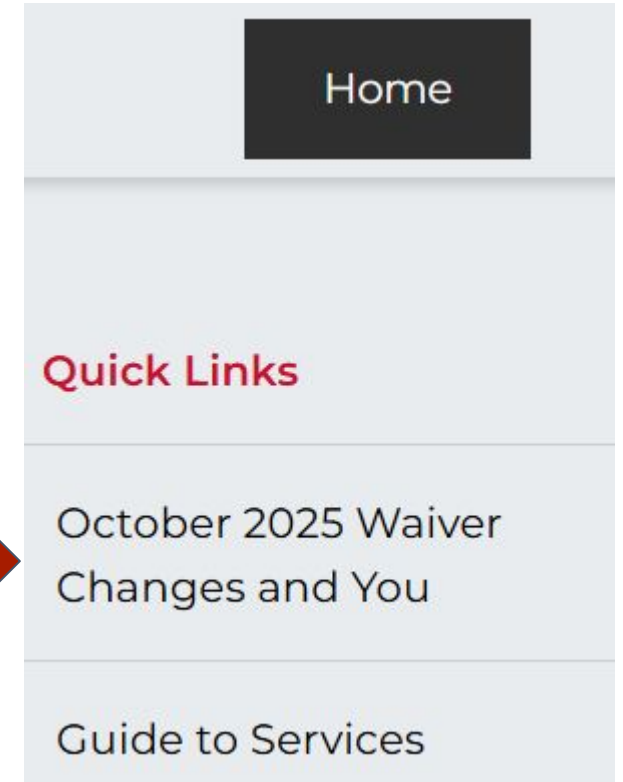 Home
Quick Links
October 2025 Waiver
Changes and You
Guide to Services